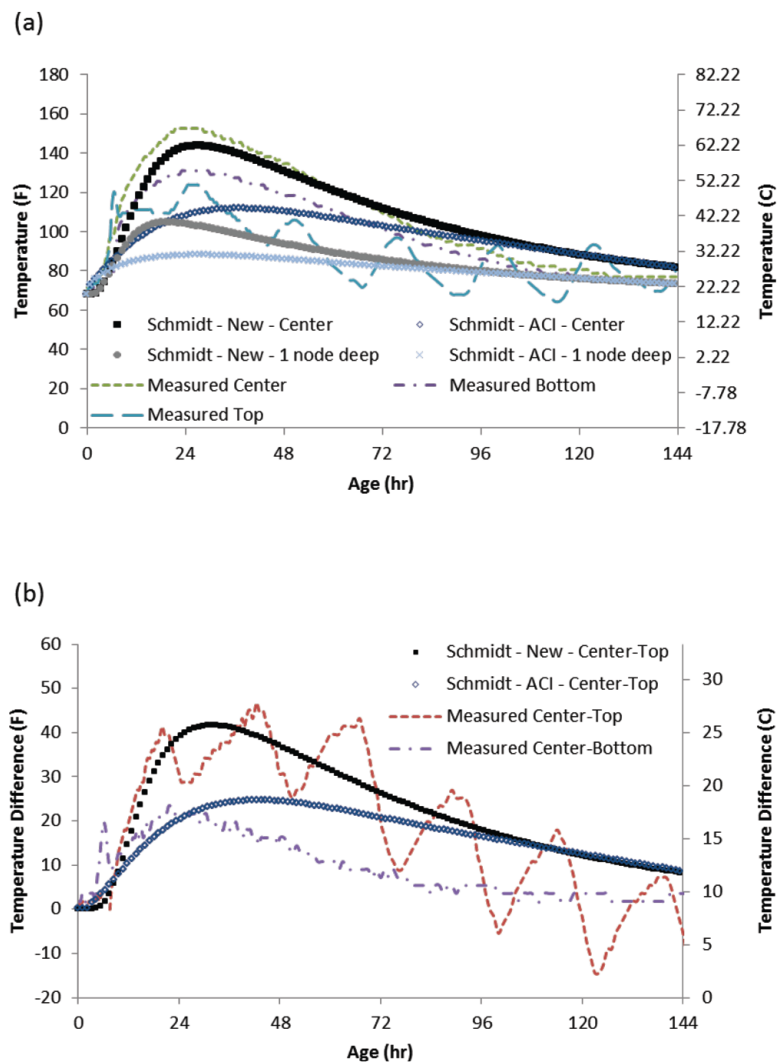 (a)
180
160
140
120
100
80
60
40
20
0
Temperature (F)
82.22
72.22
62.22
52.22
42.22
32.22
22.22
12.22
2.22
-7.78
-17.78
Temperature (C)
Schmidt - New - Center
Schmidt - ACI - Center
Schmidt - New - 1 node deep
Schmidt - ACI - 1 node deep
Measured Center
Measured Bottom
Measured Top
0 24 48 72 96 120 144
Age (hr)
(b)
60
50
40
30
20
10
0
-10
-20
Temperature Difference (F)
30
25
20
15
10
5
0
Temperature Difference (C)
Schmidt - New - Center-Top
Schmidt - ACI - Center-Top
Measured Center-Top
Measured Center-Bottom
0 24 48 72 96 120 144
Age (hr)